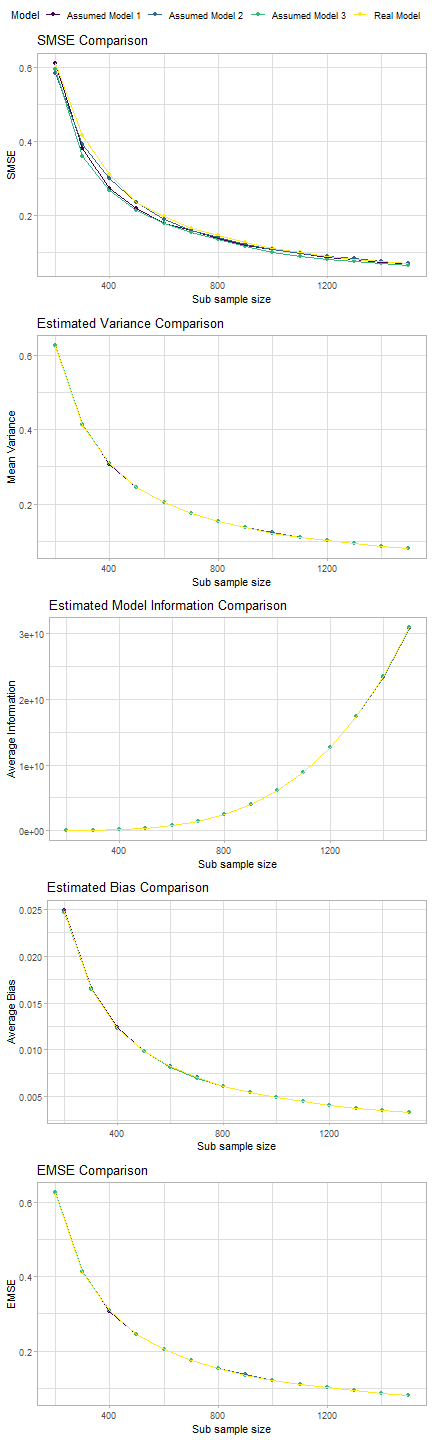 Model Assumed Model 1 Assumed Model 2 Assumed Model 3 Real Model
SMSE Comparison
0.6
0.4
0.2
SMSE
400 800 1200
Sub sample size
Estimated Variance Comparison
0.6
0.4
0.2
Mean Variance
400 800 1200
Sub sample size
Estimated Model Information Comparison
3e+10
2e+10
1e+10
0e+00
Average Information
400 800 1200
Sub sample size
Estimated Bias Comparison
0.025
0.020
0.015
0.010
0.005
Average Bias
400 800 1200
Sub sample size
EMSE Comparison
0.6
0.4
0.2
EMSE
400 800 1200
Sub sample size